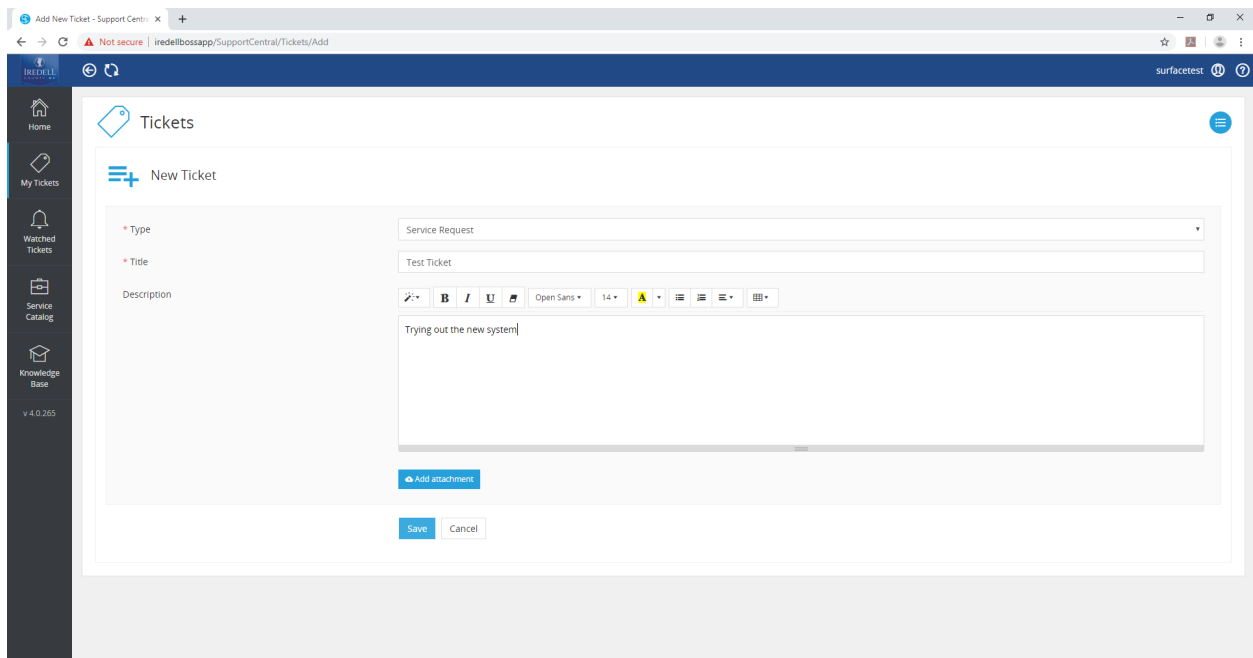 Add New Ticket - Support Centra
Not secure | iredellbossapp/SupportCentral/Tickets/Add
IREDELL
surfacetest
Home
My Tickets
Watched
Tickets
Service
Catalog
Knowledge
Base
v 4.0.265
Tickets
New Ticket
* Type
Service Request
* Title
Test Ticket
Description
B I U Open Sans 14 A
Trying out the new system
Add attachment
Save Cancel